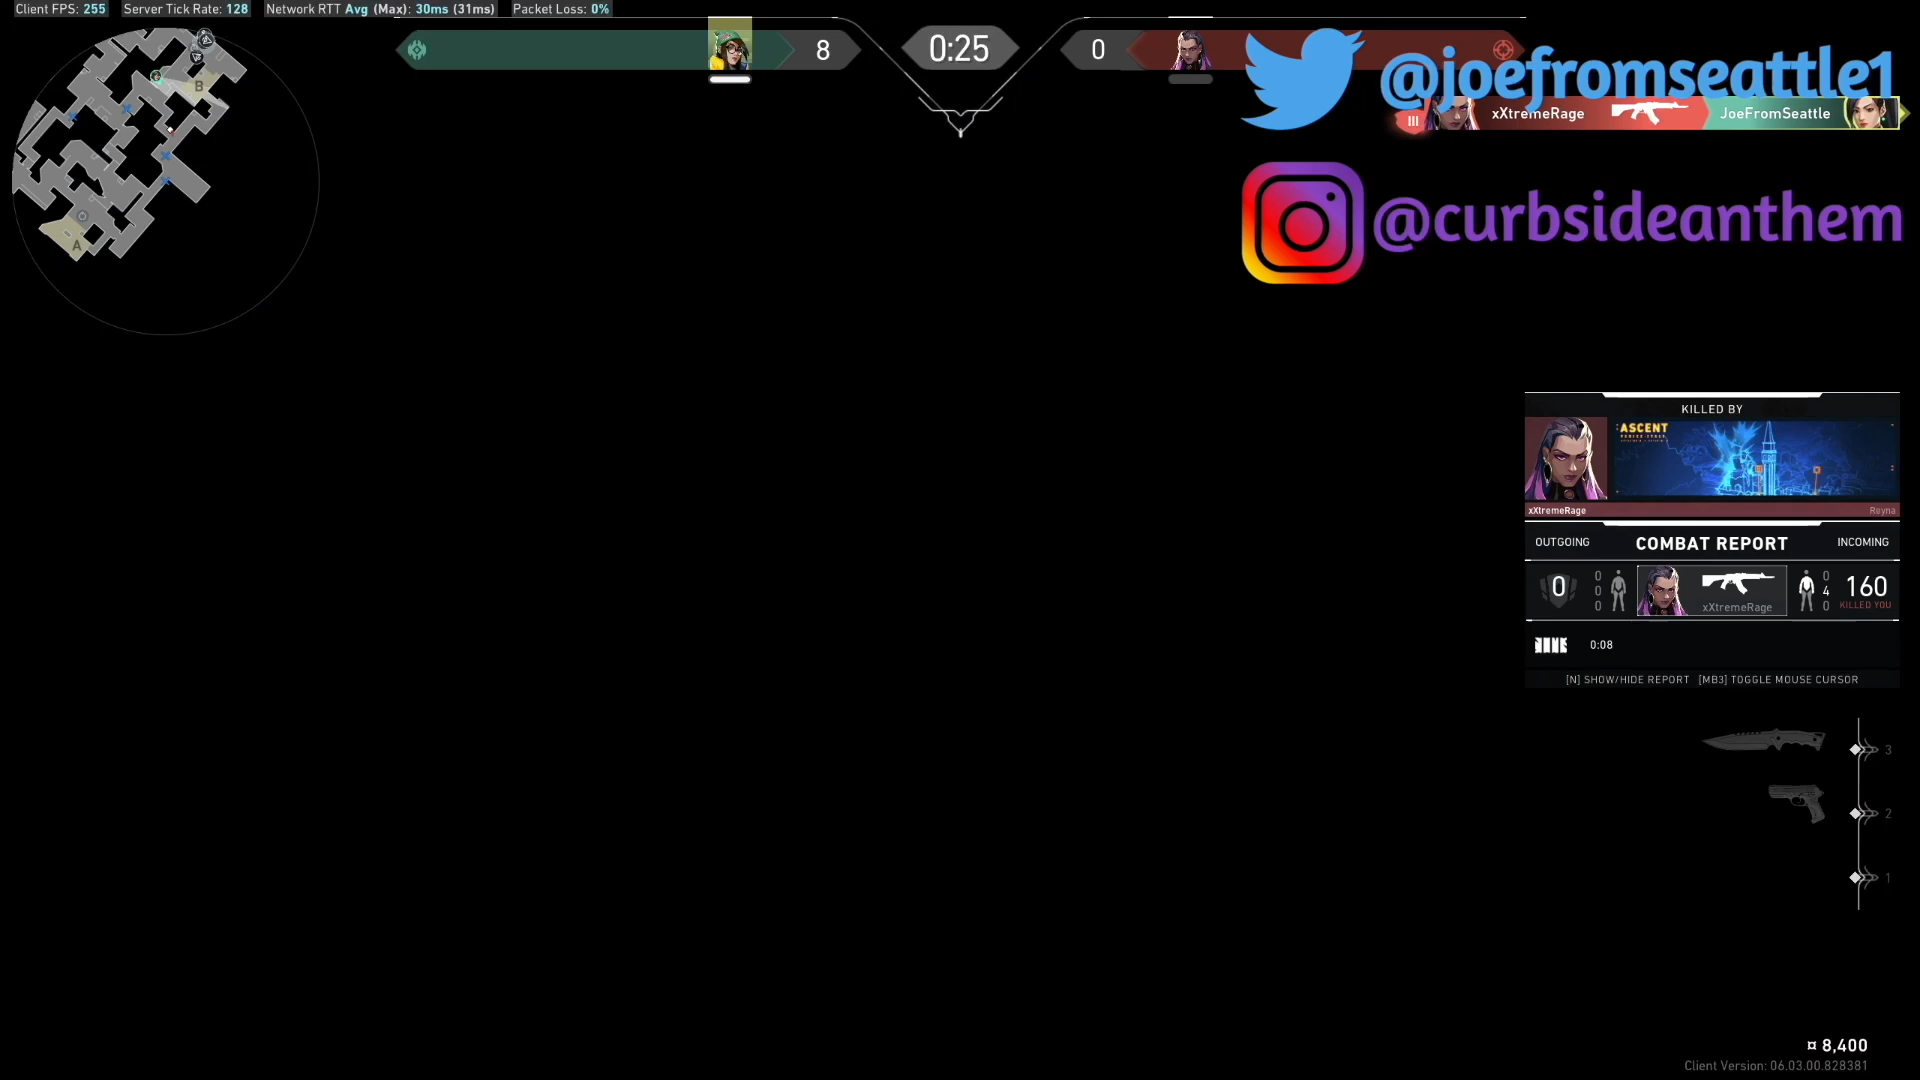 Client FPS: 255 Server Tick Rate: 128 Network RTT Avg (Max): 30ms (31ms) Packet Loss: 0%
8 0:25 0
@joefromseattle1
III xXtremeRage JoeFromSeattle
@curbsideanthem
B
A
KILLED BY
ASCENT
xXtremeRage Reyna
OUTGOING COMBAT REPORT INCOMING
0 0 0 0 xXtremeRage 0 4 0 160 KILLED YOU
0:08
[N] SHOW/HIDE REPORT [MB3] TOGGLE MOUSE CURSOR
3
2
1
¤ 8,400
Client Version: 06.03.00.828381